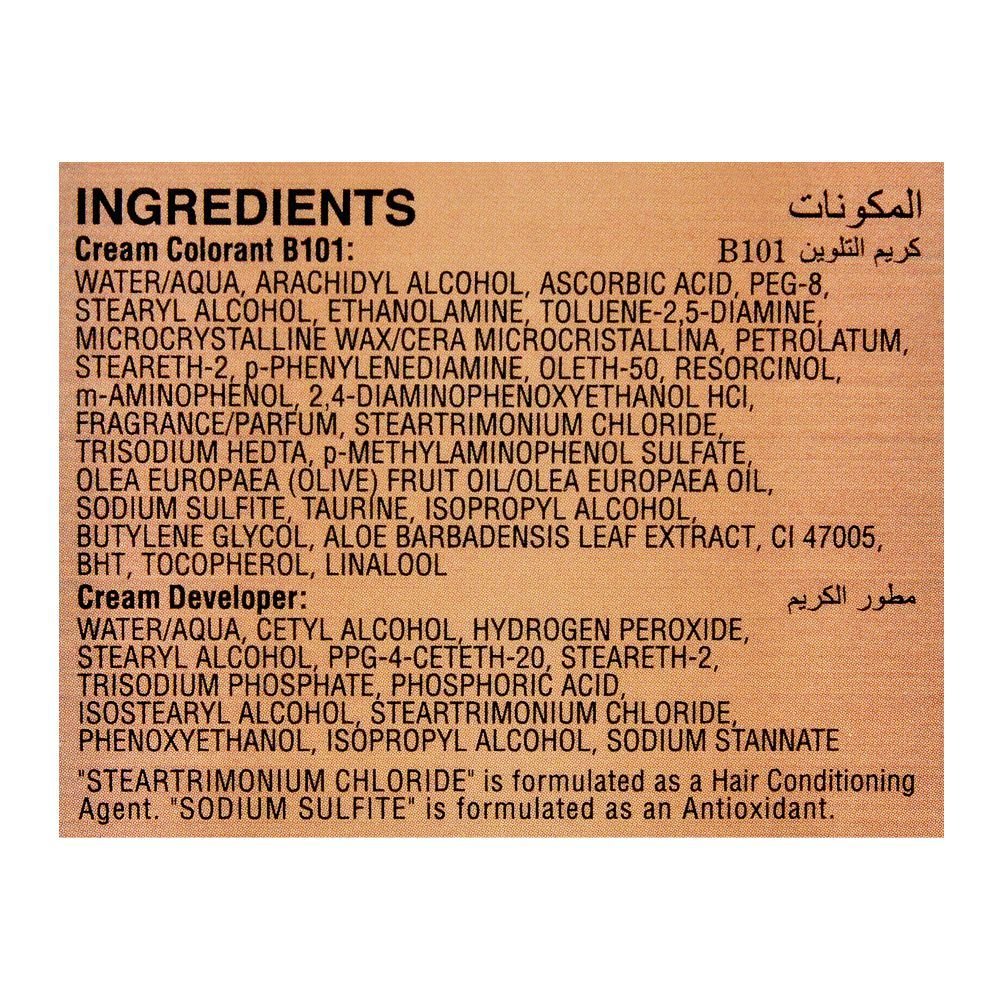 INGREDIENTS المكونات
Cream Colorant B101: كريم التلوين B101
WATER/AQUA, ARACHIDYL ALCOHOL, ASCORBIC ACID, PEG-8,
STEARYL ALCOHOL, ETHANOLAMINE, TOLUENE-2,5-DIAMINE,
MICROCRYSTALLINE WAX/CERA MICROCRISTALLINA, PETROLATUM,
STEARETH-2, p-PHENYLENEDIAMINE, OLETH-50, RESORCINOL,
m-AMINOPHENOL, 2,4-DIAMINOPHENOXYETHANOL HCI,
FRAGRANCE/PARFUM, STEARTRIMONIUM CHLORIDE,
TRISODIUM HEDTA, p-METHYLAMINOPHENOL SULFATE,
OLEA EUROPAEA (OLIVE) FRUIT OIL/OLEA EUROPAEA OIL,
SODIUM SULFITE, TAURINE, ISOPROPYL ALCOHOL,
BUTYLENE GLYCOL, ALOE BARBADENSIS LEAF EXTRACT, CI 47005,
BHT, TOCOPHEROL, LINALOOL
Cream Developer: مطور الكريم
WATER/AQUA, CETYL ALCOHOL, HYDROGEN PEROXIDE,
STEARYL ALCOHOL, PPG-4-CETETH-20, STEARETH-2,
TRISODIUM PHOSPHATE, PHOSPHORIC ACID,
ISOSTEARYL ALCOHOL, STEARTRIMONIUM CHLORIDE,
PHENOXYETHANOL, ISOPROPYL ALCOHOL, SODIUM STANNATE
"STEARTRIMONIUM CHLORIDE" is formulated as a Hair Conditioning
Agent. "SODIUM SULFITE" is formulated as an Antioxidant.